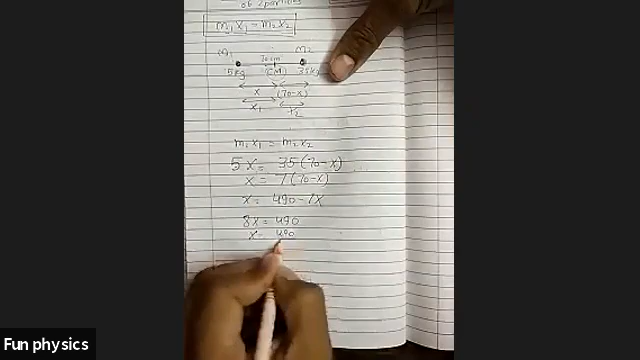 of 2 particles
m₁x₁ = m₂x₂
m₁ 70cm m₂
5kg (CM) 35kg
x (70-x)
x₁ x₂
m₁x₁ = m₂x₂
5x = 35(70-x)
x = 7(70-x)
x = 490-7x
8x = 490
x = 490
Fun physics